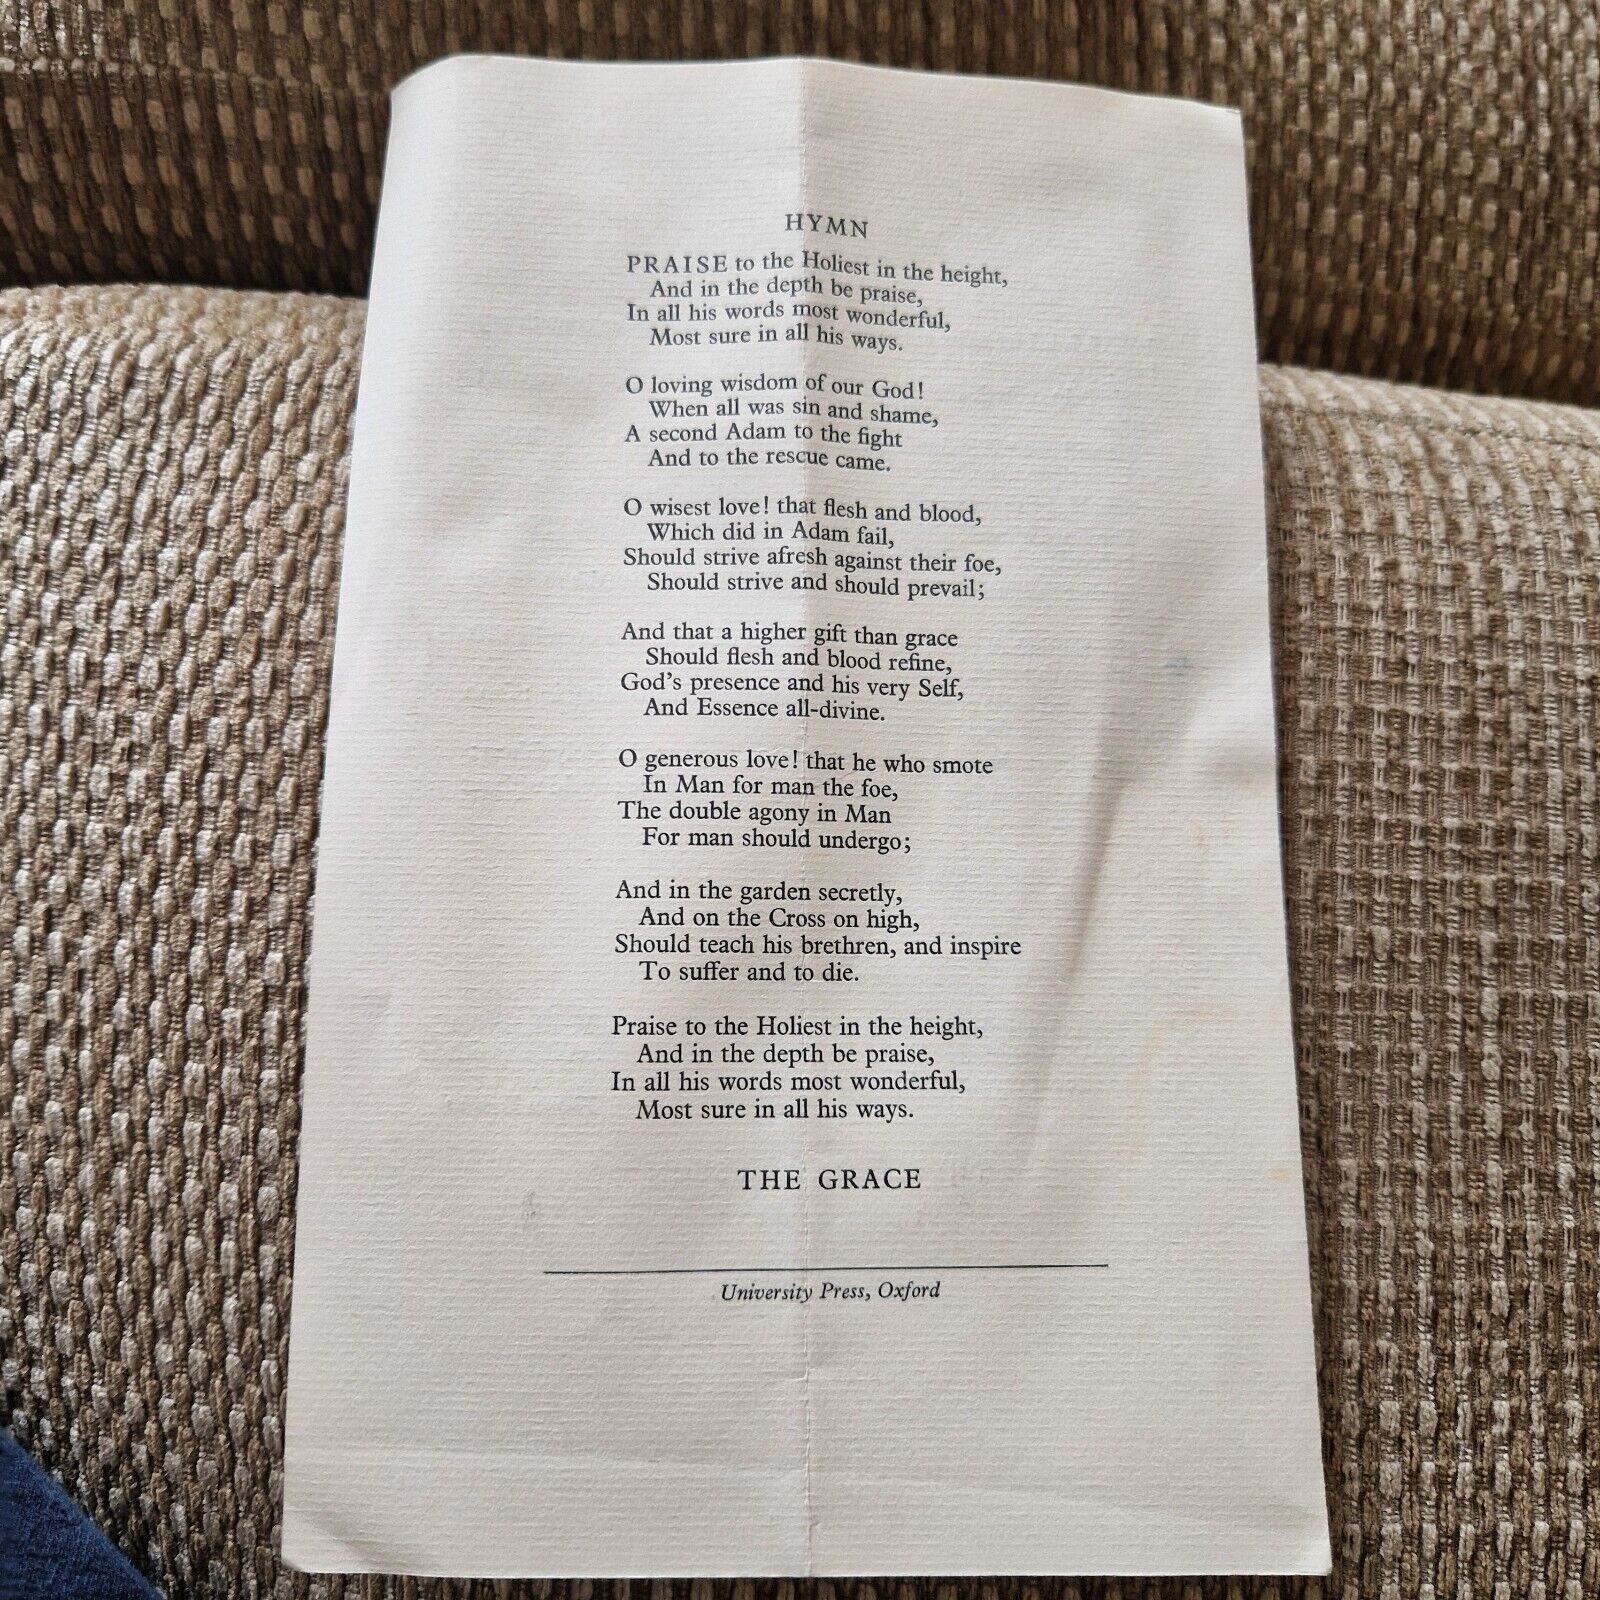 HYMN
PRAISE to the Holiest in the height,
And in the depth be praise,
In all his words most wonderful,
Most sure in all his ways.
O loving wisdom of our God!
When all was sin and shame,
A second Adam to the fight
And to the rescue came.
O wisest love! that flesh and blood,
Which did in Adam fail,
Should strive afresh against their foe,
Should strive and should prevail;
And that a higher gift than grace
Should flesh and blood refine,
God's presence and his very Self,
And Essence all-divine.
O generous love! that he who smote
In Man for man the foe,
The double agony in Man
For man should undergo;
And in the garden secretly,
And on the Cross on high,
Should teach his brethren, and inspire
To suffer and to die.
Praise to the Holiest in the height,
And in the depth be praise,
In all his words most wonderful,
Most sure in all his ways.
THE GRACE
University Press, Oxford